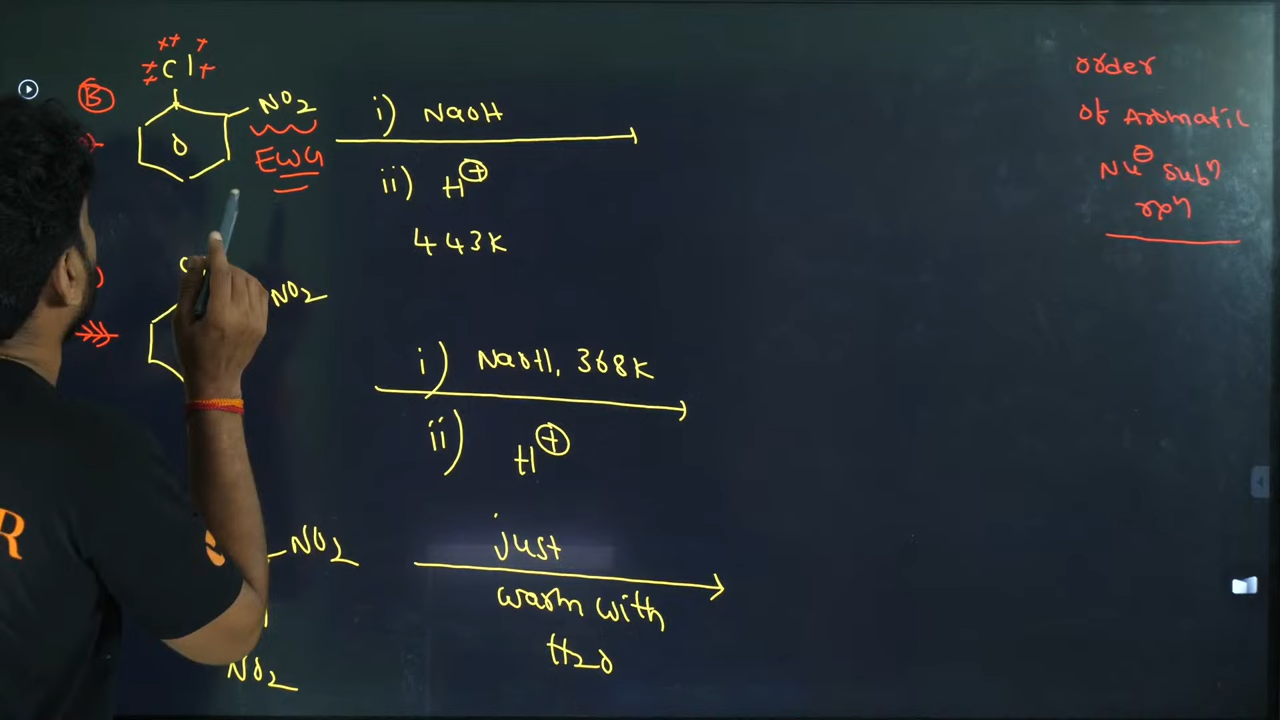 Cl
B
NO2
EWG
i) NaOH
ii) H⊕
443K
NO2
i) NaOH, 368K
ii) H⊕
NO2
just
warm with
H2O
NO2
order
of Aromatic
Nu⊖ subⁿ
rxⁿ
R